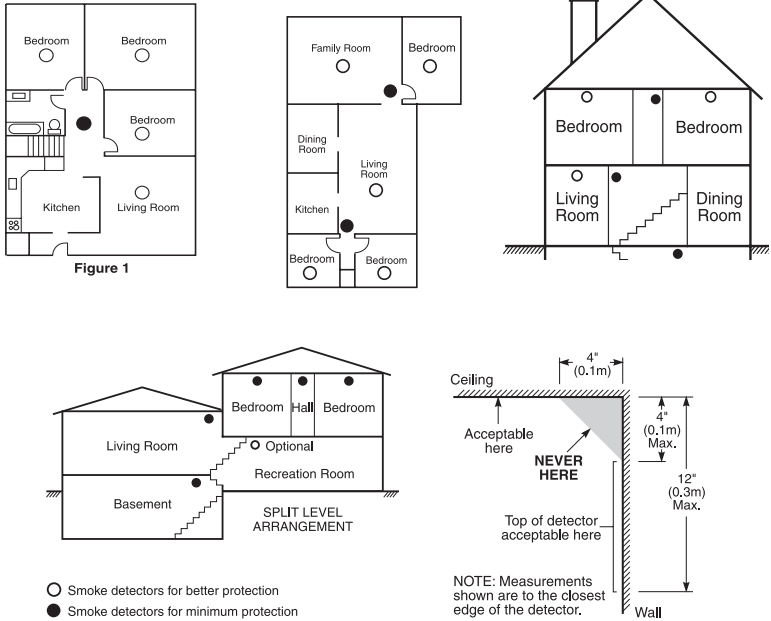 Bedroom
Bedroom
Bedroom
Kitchen
Living Room
Figure 1
Family Room
Bedroom
Dining
Room
Living
Room
Kitchen
Bedroom
Bedroom
Bedroom
Bedroom
Living
Room
Dining
Room
Bedroom
Hall
Bedroom
Living Room
Optional
Recreation Room
Basement
SPLIT LEVEL
ARRANGEMENT
Smoke detectors for better protection
Smoke detectors for minimum protection
4"
(0.1m)
Ceiling
Acceptable
here
NEVER
HERE
4"
(0.1m)
Max.
12"
(0.3m)
Max.
Top of detector
acceptable here
NOTE: Measurements
shown are to the closest
edge of the detector.
Wall